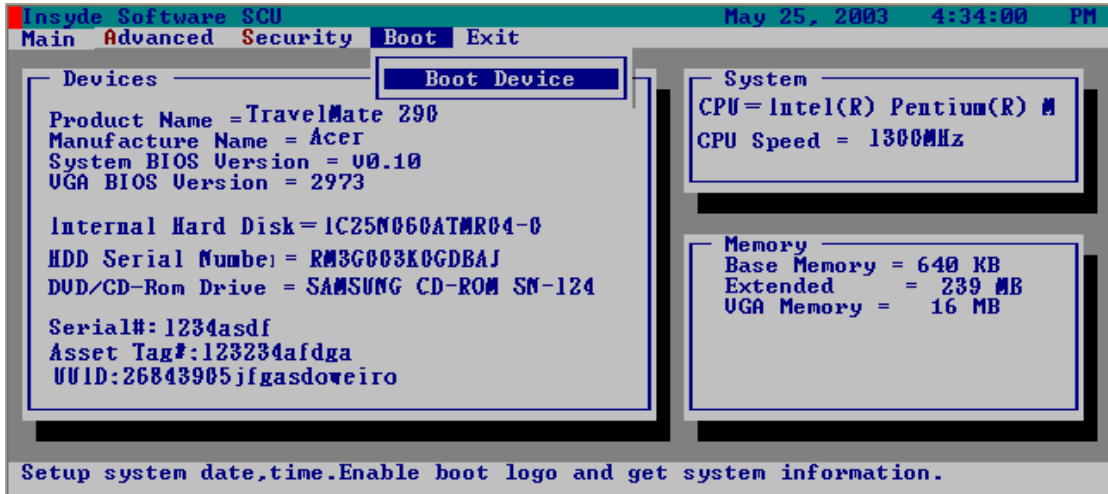 Insyde Software SCU May 25, 2003 4:34:00 PM
Main Advanced Security Boot Exit
Boot Device
Devices
Product Name = TravelMate 290
Manufacture Name = Acer
System BIOS Version = V0.10
VGA BIOS Version = 2973
Internal Hard Disk = IC25N060ATMR04-0
HDD Serial Number = RM3G003K0GDBAJ
DVD/CD-Rom Drive = SAMSUNG CD-ROM SN-124
Serial#: 1234asdf
Asset Tag#:123234afdga
UUID:26843905jfgasdoweiro
System
CPU = Intel(R) Pentium(R) M
CPU Speed = 1300MHz
Memory
Base Memory = 640 KB
Extended = 239 MB
VGA Memory = 16 MB
Setup system date,time.Enable boot logo and get system information.